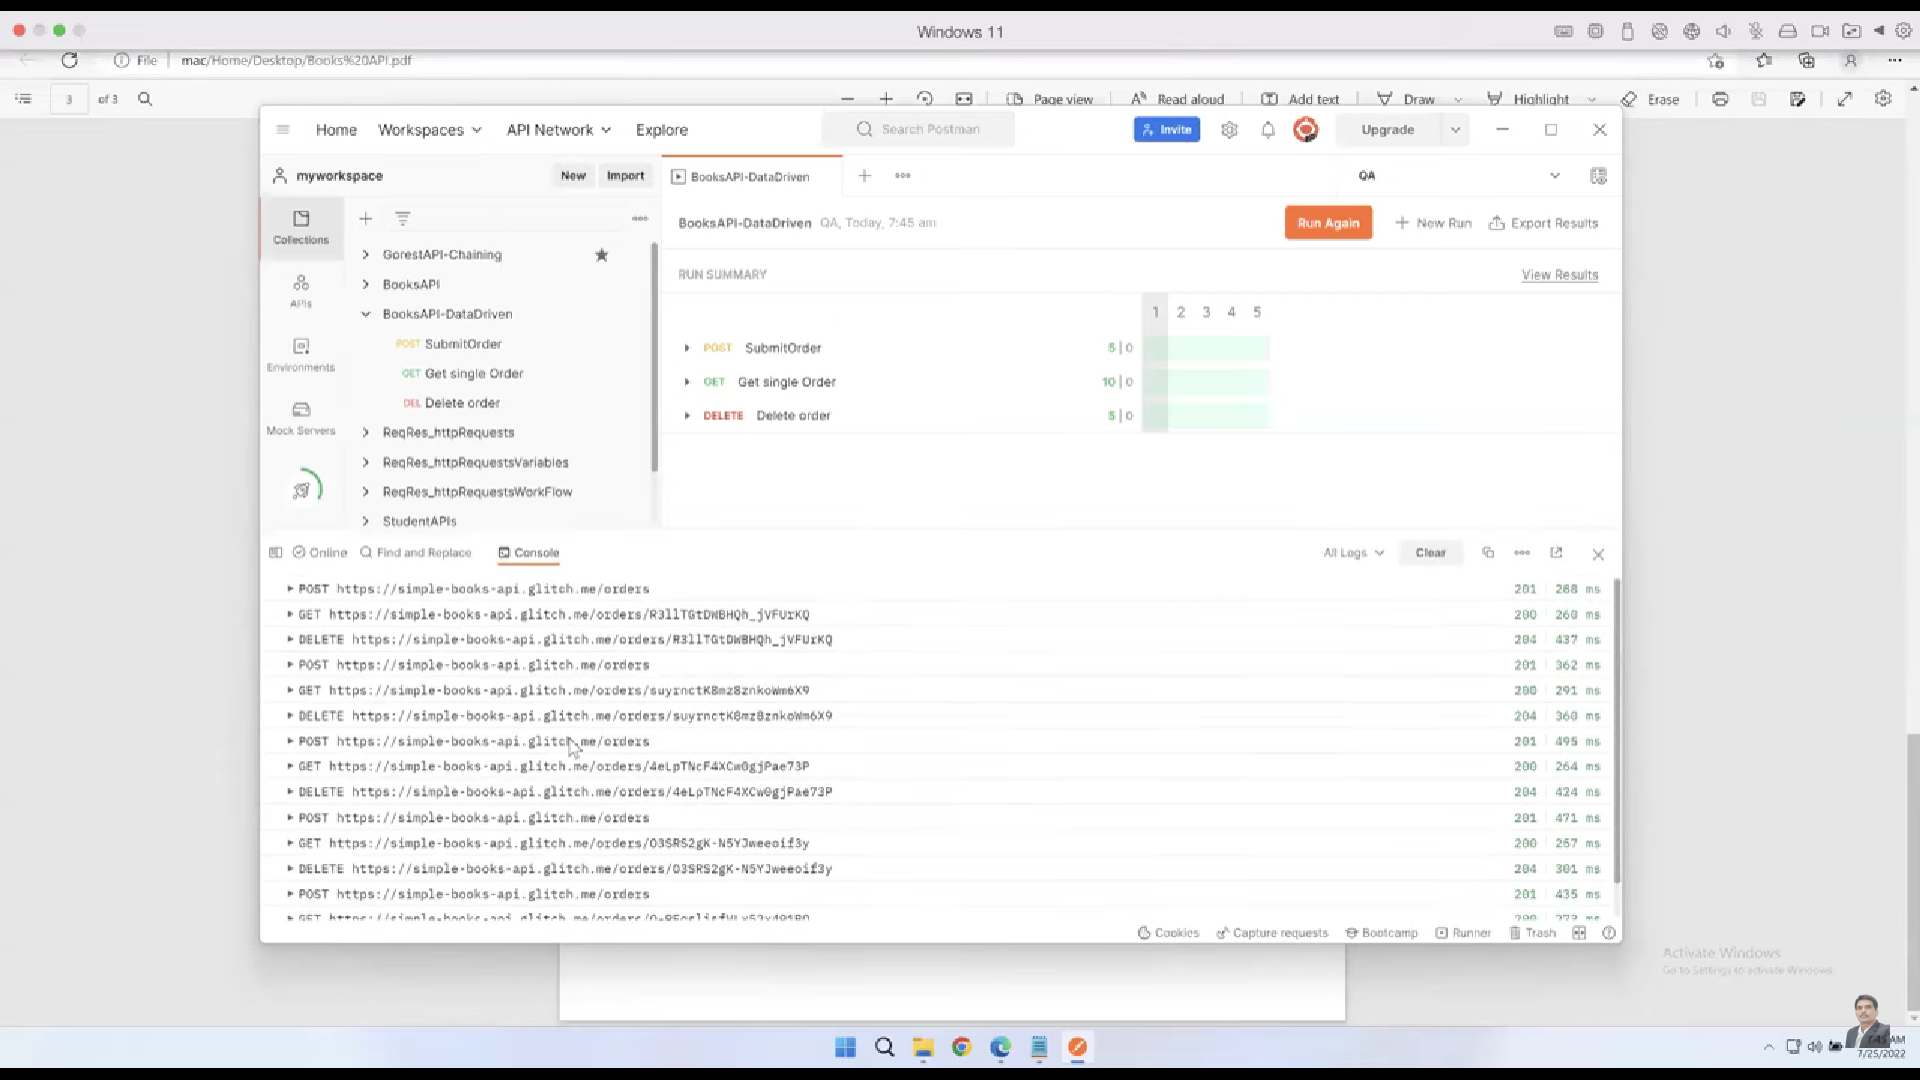 Windows 11
File mac/Home/Desktop/Books%20API.pdf
3 of 3 Page view Read aloud Add text Draw Highlight Erase
Home Workspaces API Network Explore Search Postman Invite Upgrade
myworkspace New Import BooksAPI-DataDriven QA
Collections
APIs
Environments
Mock Servers
GorestAPI-Chaining
BooksAPI
BooksAPI-DataDriven
POST SubmitOrder
GET Get single Order
DEL Delete order
ReqRes_httpRequests
ReqRes_httpRequestsVariables
ReqRes_httpRequestsWorkFlow
StudentAPIs
BooksAPI-DataDriven QA, Today, 7:45 am Run Again New Run Export Results
RUN SUMMARY View Results
1 2 3 4 5
POST SubmitOrder 5 | 0
GET Get single Order 10 | 0
DELETE Delete order 5 | 0
Online Find and Replace Console All Logs Clear
POST https://simple-books-api.glitch.me/orders 201 288 ms
GET https://simple-books-api.glitch.me/orders/R3llTGtDWBHQh_jVFUrKQ 200 260 ms
DELETE https://simple-books-api.glitch.me/orders/R3llTGtDWBHQh_jVFUrKQ 204 437 ms
POST https://simple-books-api.glitch.me/orders 201 362 ms
GET https://simple-books-api.glitch.me/orders/suyrnctK8mz8znkoWm6X9 200 291 ms
DELETE https://simple-books-api.glitch.me/orders/suyrnctK8mz8znkoWm6X9 204 360 ms
POST https://simple-books-api.glitch.me/orders 201 495 ms
GET https://simple-books-api.glitch.me/orders/4eLpTNcF4XCw0gjPae73P 200 264 ms
DELETE https://simple-books-api.glitch.me/orders/4eLpTNcF4XCw0gjPae73P 204 424 ms
POST https://simple-books-api.glitch.me/orders 201 471 ms
GET https://simple-books-api.glitch.me/orders/O3SRS2gK-N5YJweeoif3y 200 257 ms
DELETE https://simple-books-api.glitch.me/orders/O3SRS2gK-N5YJweeoif3y 204 301 ms
POST https://simple-books-api.glitch.me/orders 201 435 ms
Cookies Capture requests Bootcamp Runner Trash
Activate Windows
Go to Settings to activate Windows.
7/25/2022